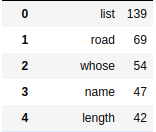 0 list 139
1 road 69
2 whose 54
3 name 47
4 length 42